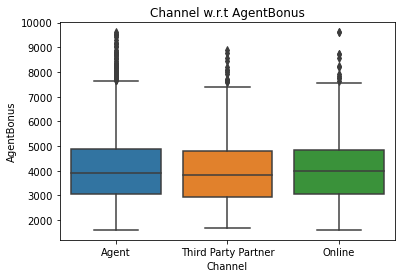 Channel w.r.t AgentBonus
10000
9000
8000
7000
6000
5000
4000
3000
2000
AgentBonus
Agent
Third Party Partner
Online
Channel